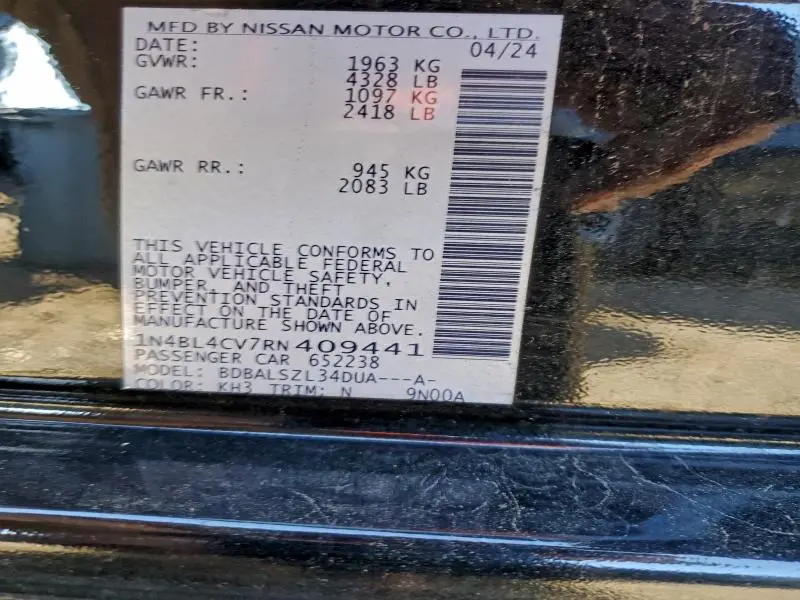 MFD BY NISSAN MOTOR CO., LTD.
DATE: 04/24
GVWR: 1963 KG
4328 LB
GAWR FR.: 1097 KG
2418 LB
GAWR RR.: 945 KG
2083 LB
THIS VEHICLE CONFORMS TO
ALL APPLICABLE FEDERAL
MOTOR VEHICLE SAFETY,
BUMPER, AND THEFT
PREVENTION STANDARDS IN
EFFECT ON THE DATE OF
MANUFACTURE SHOWN ABOVE.
1N4BL4CV7RN409441
PASSENGER CAR 652238
MODEL: BDBALSZL34DUA---A-
COLOR: KH3 TRIM: N 9N00A